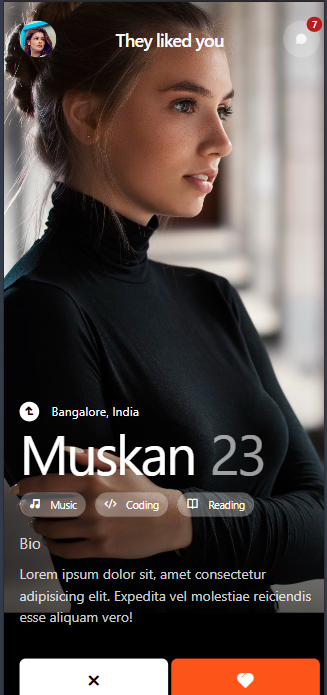 They liked you
7
Bangalore, India
Muskan 23
Music Coding Reading
Bio
Lorem ipsum dolor sit, amet consectetur
adipisicing elit. Expedita vel molestiae reiciendis
esse aliquam vero!